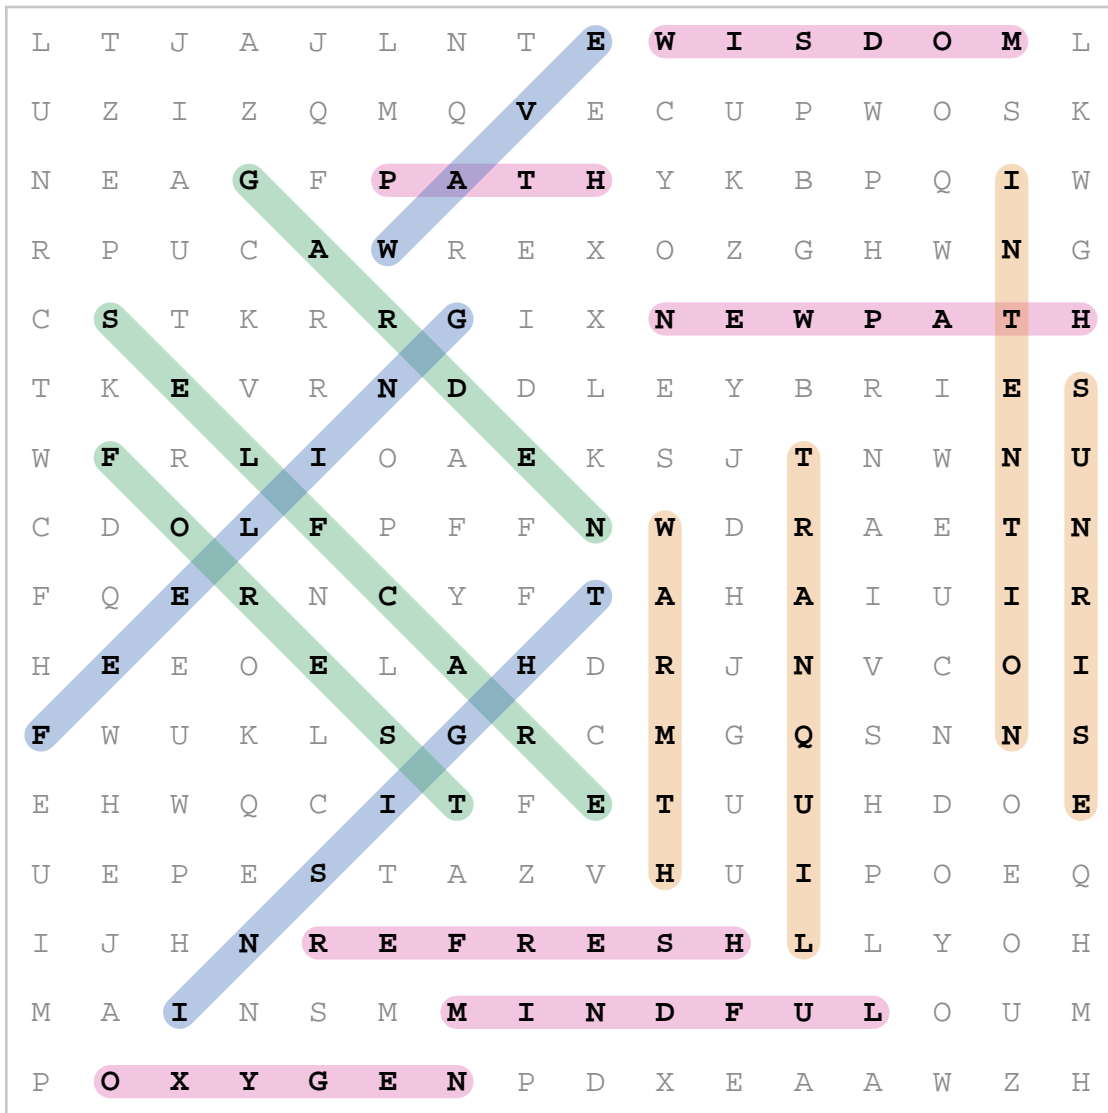 L T J A J L N T E W I S D O M L
U Z I Z Q M Q V E C U P W O S K
N E A G F P A T H Y K B P Q I W
R P U C A W R E X O Z G H W N G
C S T K R R G I X N E W P A T H
T K E V R N D D L E Y B R I E S
W F R L I O A E K S J T N W N U
C D O L F P F F N W D R A E T N
F Q E R N C Y F T A H A I U I R
H E E O E L A H D R J N V C O I
F W U K L S G R C M G Q S N N S
E H W Q C I T F E T U U H D O E
U E P E S T A Z V H U I P O E Q
I J H N R E F R E S H L L Y O H
M A I N S M M I N D F U L O U M
P O X Y G E N P D X E A A W Z H